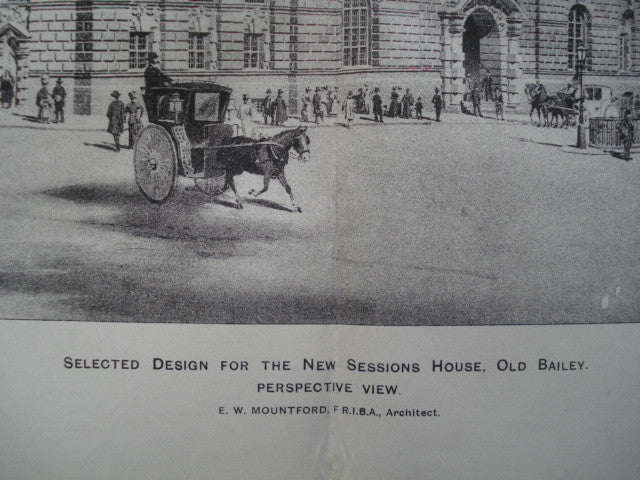 Selected Design for the New Sessions House, Old Bailey.
PERSPECTIVE VIEW.
E. W. MOUNTFORD, F.R.I.B.A., Architect.